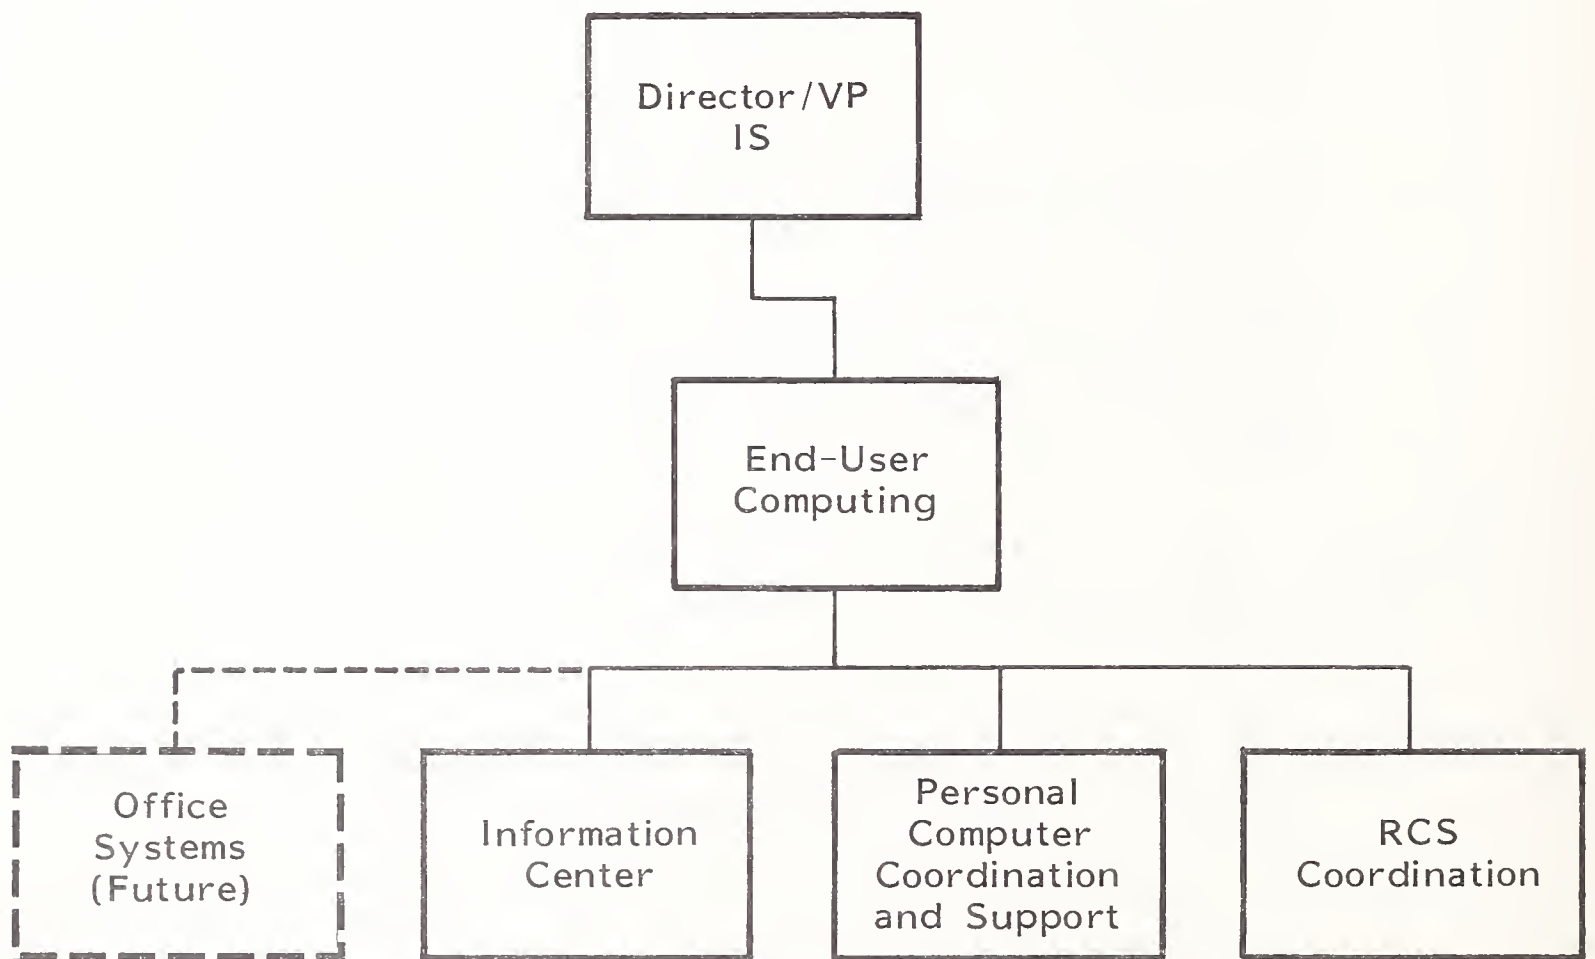 Director/VP
IS
End-User
Computing
Office
Systems
(Future)
Information
Center
Personal
Computer
Coordination
and Support
RCS
Coordination